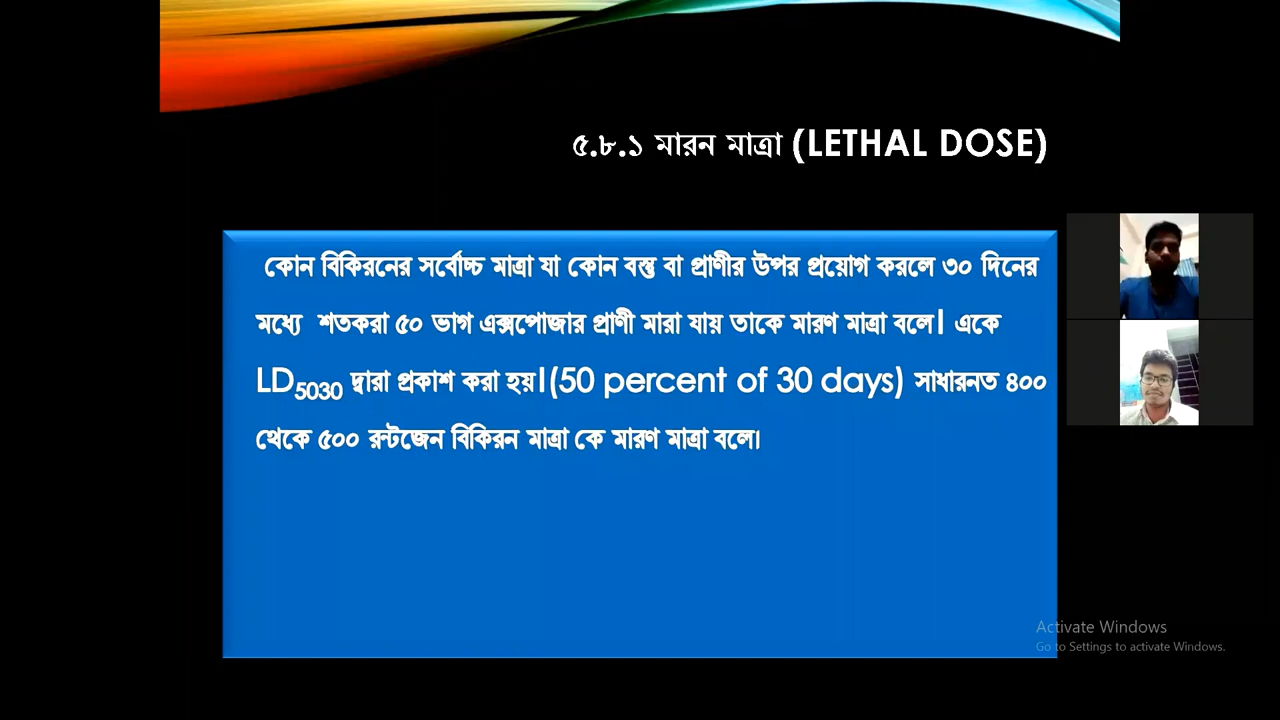 ৫.৮.১ মারন মাত্রা (LETHAL DOSE)
কোন বিকিরনের সর্বোচ্চ মাত্রা যা কোন বস্তু বা প্রাণীর উপর প্রয়োগ করলে ৩০ দিনের
মধ্যে শতকরা ৫০ ভাগ এক্সপোজার প্রাণী মারা যায় তাকে মারণ মাত্রা বলে। একে
LD5030 দ্বারা প্রকাশ করা হয়।(50 percent of 30 days) সাধারনত ৪০০
থেকে ৫০০ রুন্টজেন বিকিরন মাত্রা কে মারণ মাত্রা বলে।
Activate Windows
Go to Settings to activate Windows.